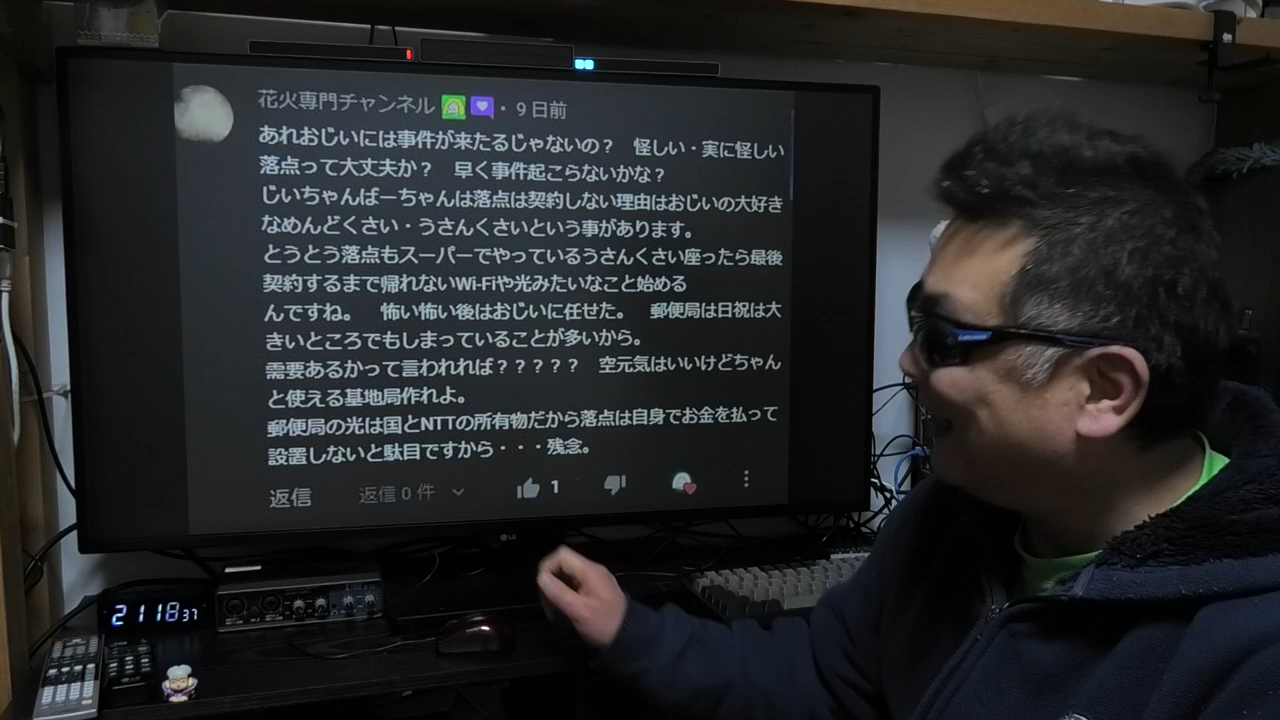 花火専門チャンネル ・ 9 日前
あれおじいには事件が来たるじゃないの？　怪しい・実に怪しい
落点って大丈夫か？　早く事件起こらないかな？
じいちゃんばーちゃんは落点は契約しない理由はおじいの大好き
なめんどくさい・うさんくさいという事があります。
とうとう落点もスーパーでやっているうさんくさい座ったら最後
契約するまで帰れないWi-Fiや光みたいなこと始める
んですね。　怖い怖い後はおじいに任せた。　郵便局は日祝は大
きいところでもしまっていることが多いから。
需要あるかって言われれば？？？？？　空元気はいいけどちゃん
と使える基地局作れよ。
郵便局の光は国とNTTの所有物だから落点は自身でお金を払って
設置しないと駄目ですから・・・残念。
返信 返信 0 件 1
LG
21 18 37